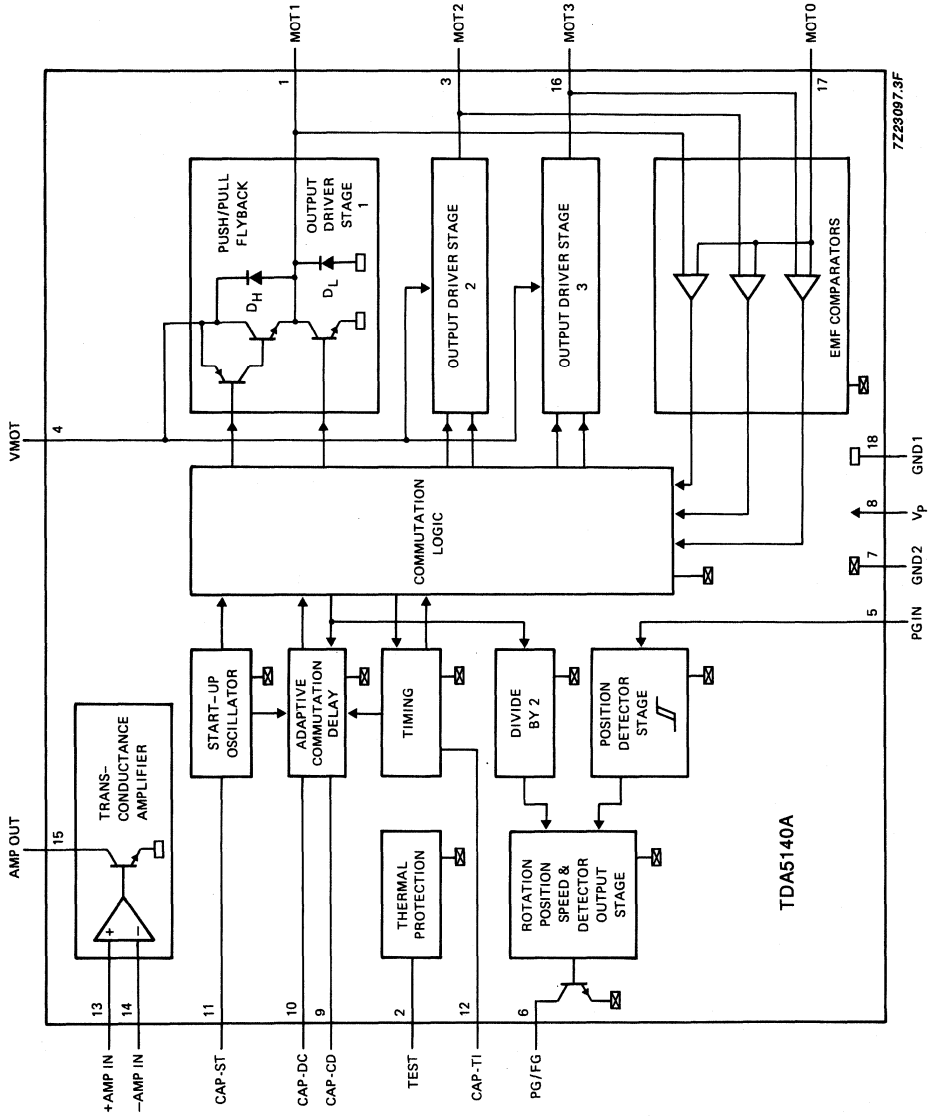 AMP OUT
VMOT
15
4
+AMP IN
13
-AMP IN
14
+
−
TRANS-
CONDUCTANCE
AMPLIFIER
CAP-ST
11
START-UP
OSCILLATOR
CAP-DC
10
CAP-CD
9
ADAPTIVE
COMMUTATION
DELAY
TEST
2
THERMAL
PROTECTION
TIMING
CAP-TI
12
PG/FG
6
ROTATION
POSITION
SPEED &
DETECTOR
OUTPUT
STAGE
DIVIDE
BY 2
POSITION
DETECTOR
STAGE
COMMUTATION
LOGIC
PUSH/PULL
FLYBACK
DH
DL
OUTPUT
DRIVER
STAGE
1
OUTPUT DRIVER STAGE
2
OUTPUT DRIVER STAGE
3
EMF COMPARATORS
1
MOT1
3
MOT2
16
MOT3
17
MOT0
TDA5140A
5
PG IN
7
GND2
8
VP
18
GND1
7Z23097.3F